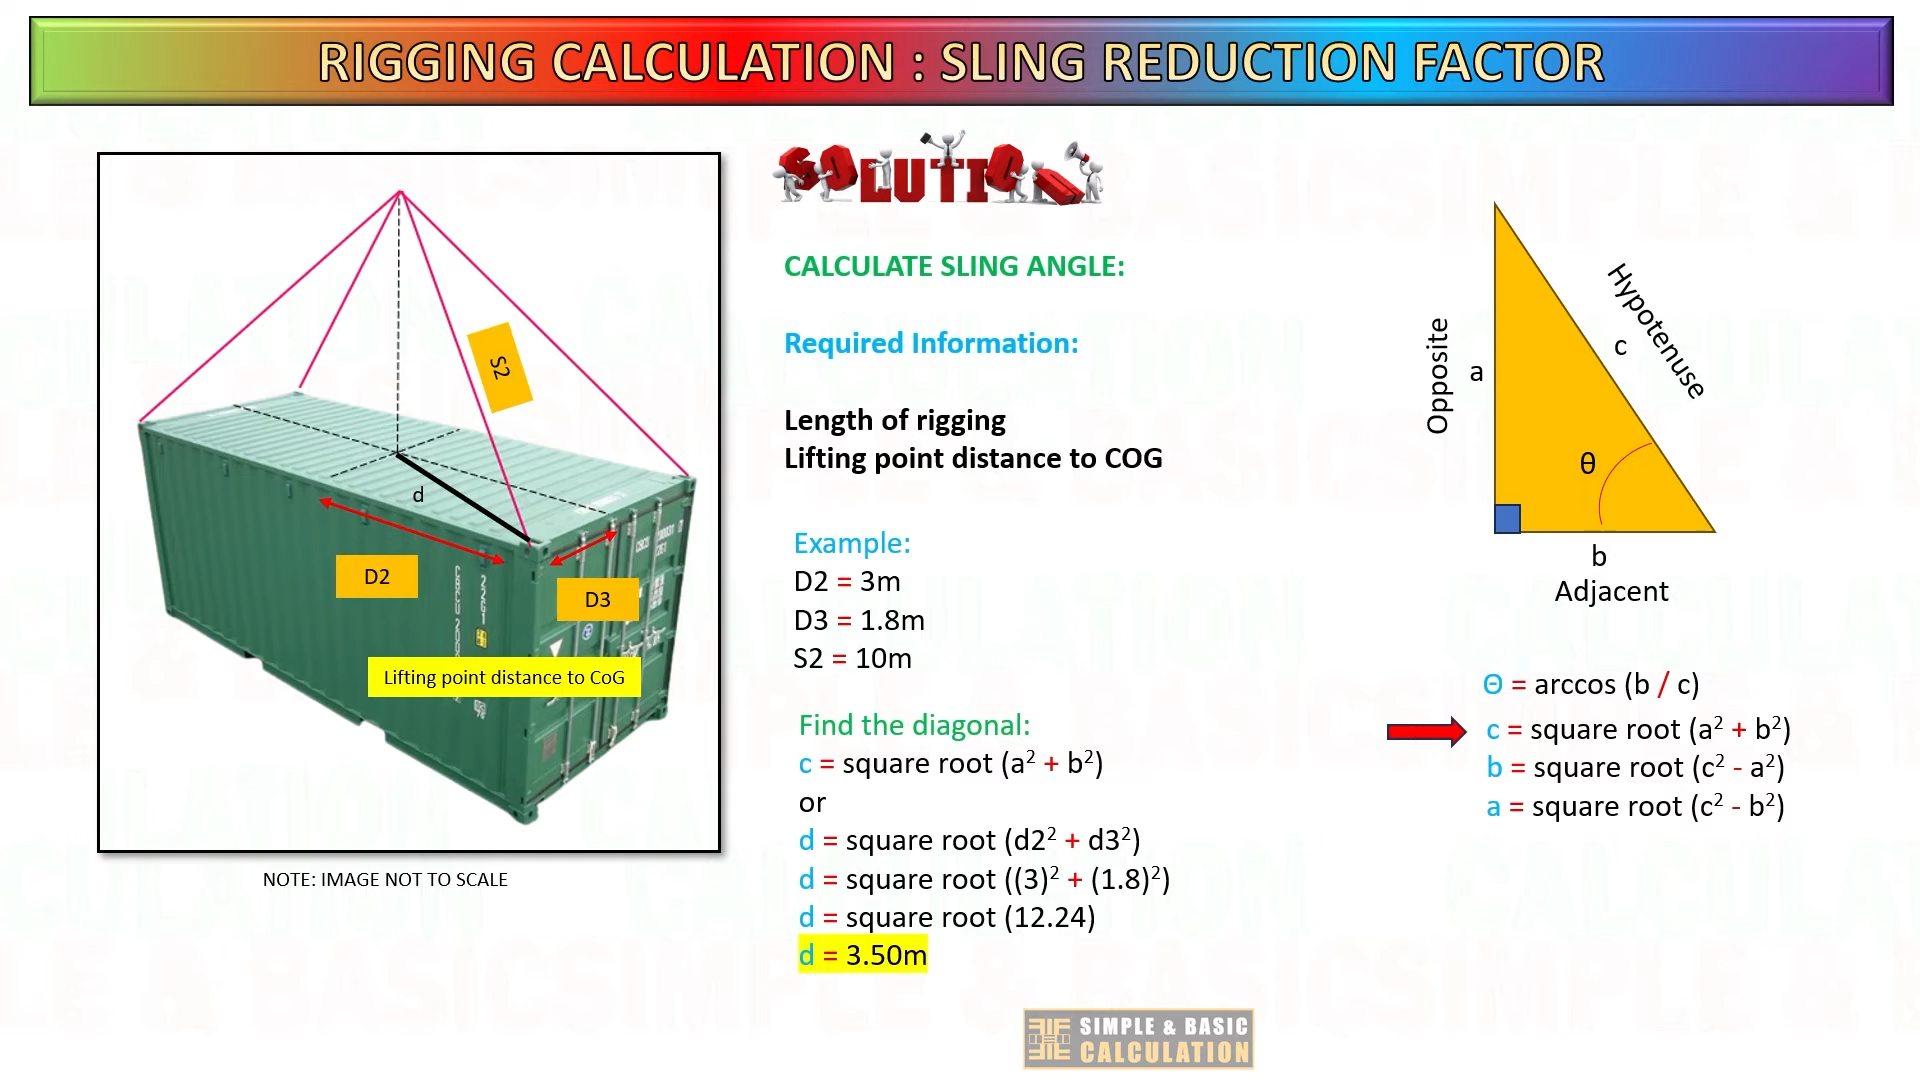 RIGGING CALCULATION : SLING REDUCTION FACTOR
SOLUTION
S2
d
D2
D3
Lifting point distance to CoG
NOTE: IMAGE NOT TO SCALE
CALCULATE SLING ANGLE:
Required Information:
Length of rigging
Lifting point distance to COG
Example:
D2 = 3m
D3 = 1.8m
S2 = 10m
Find the diagonal:
c = square root (a² + b²)
or
d = square root (d2² + d3²)
d = square root ((3)² + (1.8)²)
d = square root (12.24)
d = 3.50m
Opposite
a
Hypotenuse
c
θ
b
Adjacent
Θ = arccos (b / c)
c = square root (a² + b²)
b = square root (c² - a²)
a = square root (c² - b²)
SIMPLE & BASIC
CALCULATION